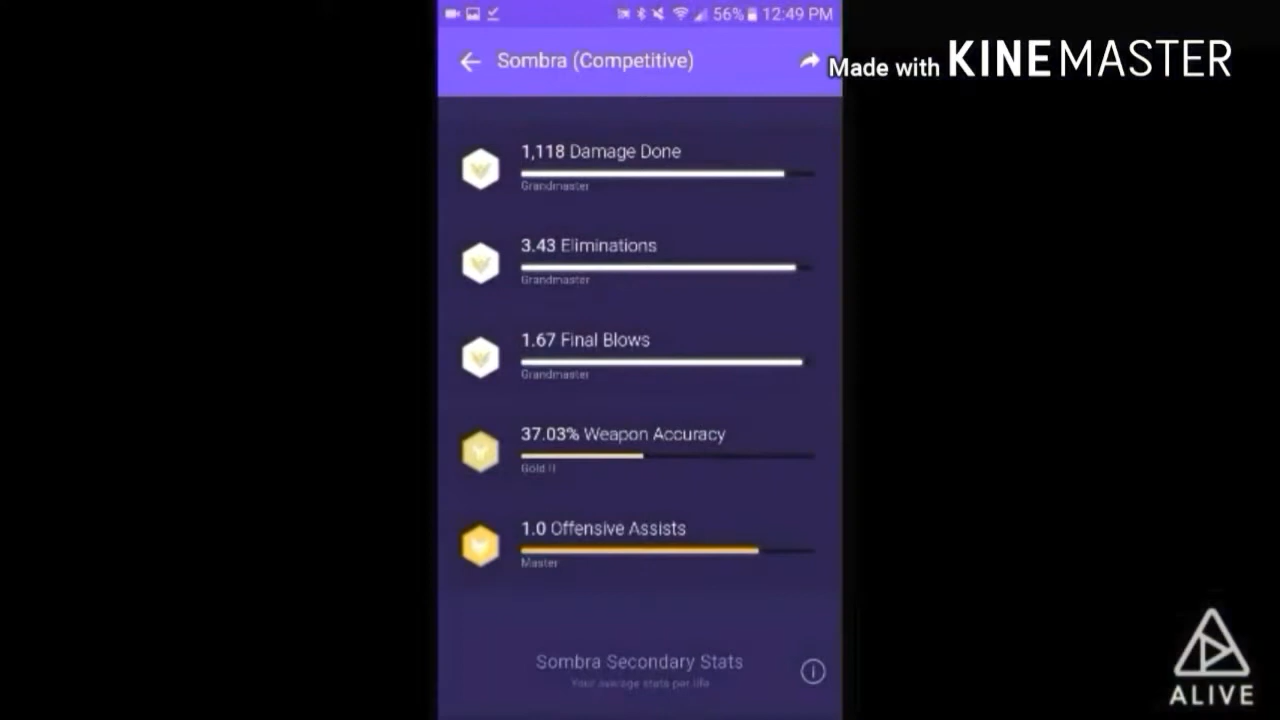 56% 12:49 PM
Sombra (Competitive)
Made with KINEMASTER
1,118 Damage Done
Grandmaster
3.43 Eliminations
Grandmaster
1.67 Final Blows
Grandmaster
37.03% Weapon Accuracy
Gold II
1.0 Offensive Assists
Master
Sombra Secondary Stats
Your average stats per life
ALIVE